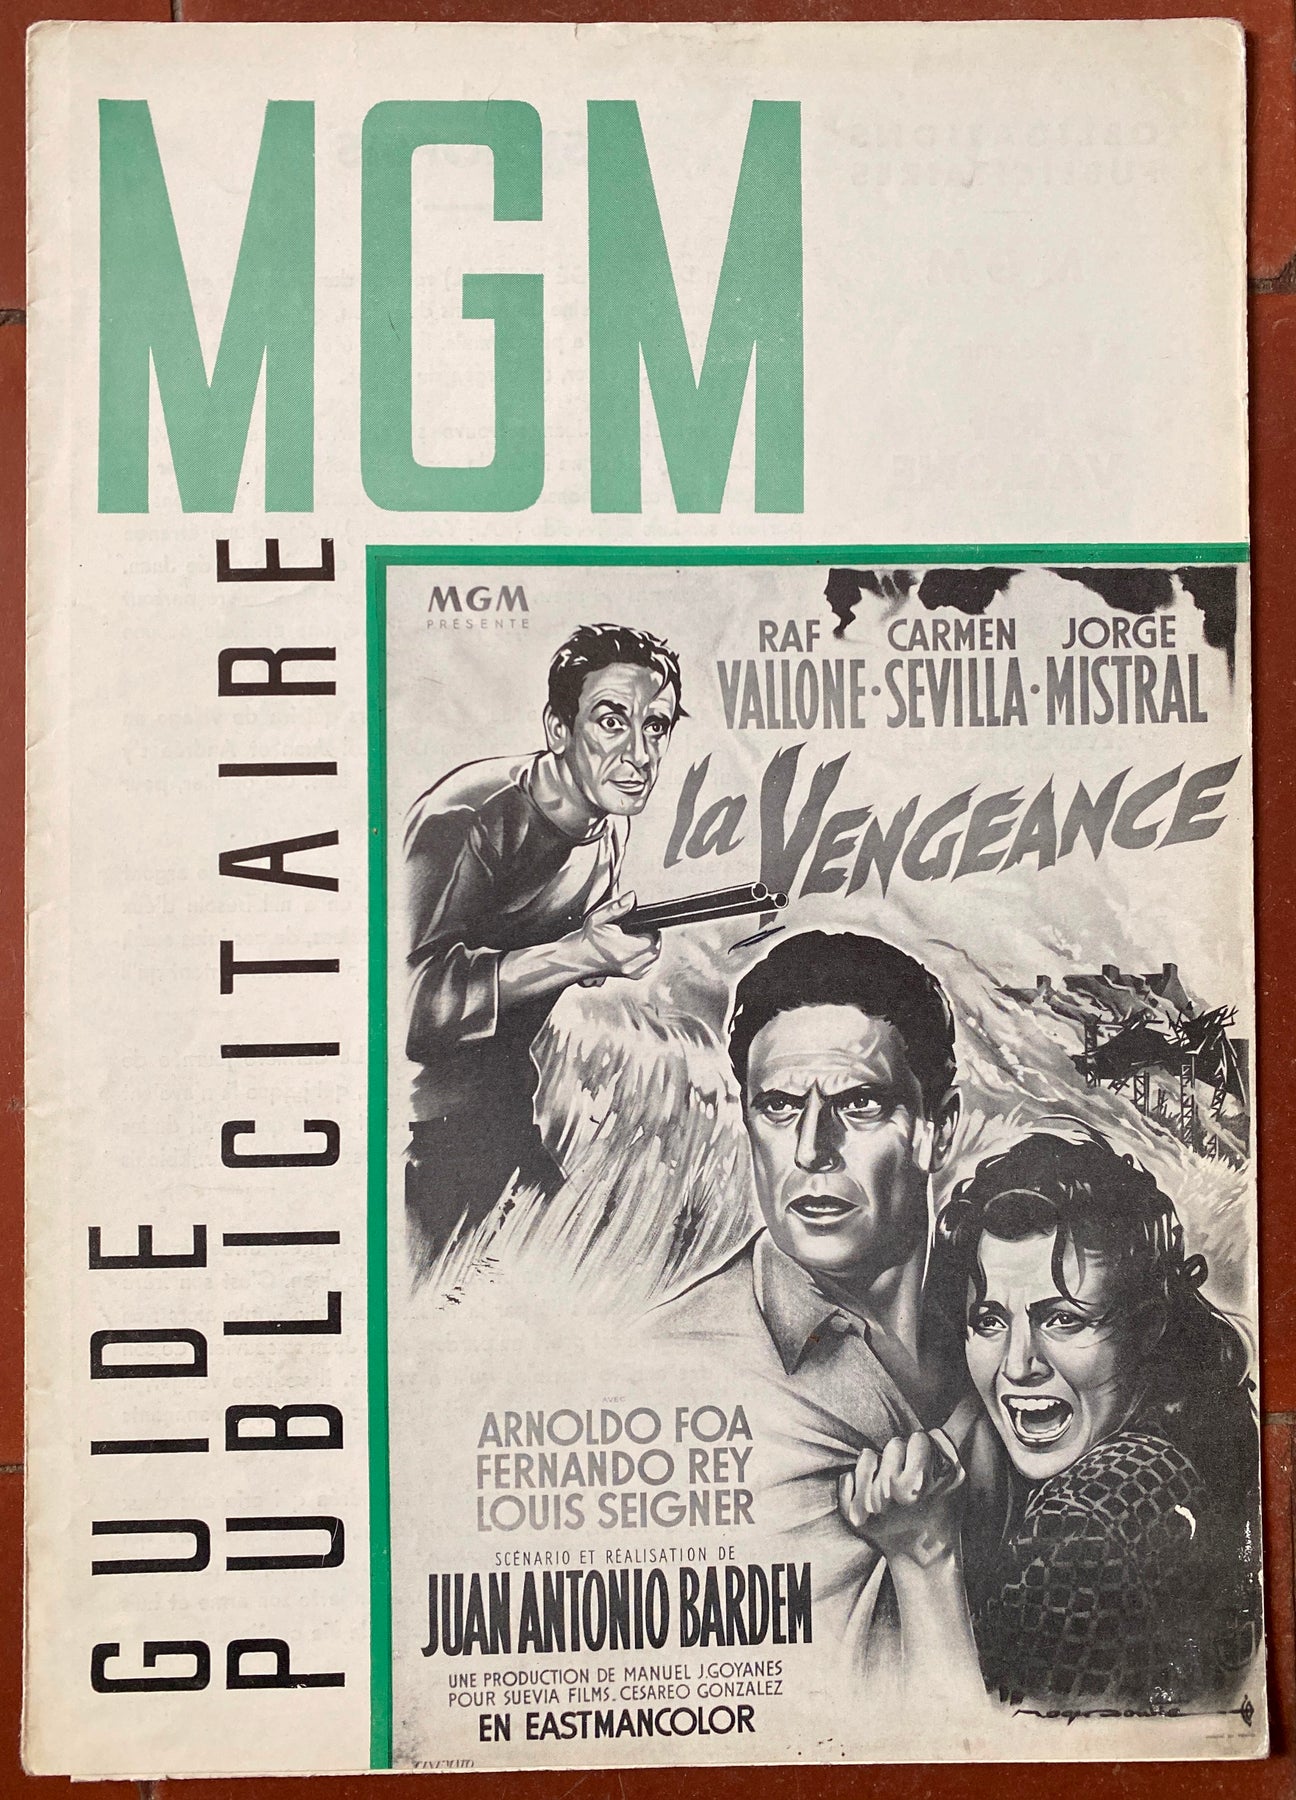 MGM
GUIDE
PUBLICITAIRE
MGM
PRÉSENTE
RAF CARMEN JORGE
VALLONE · SEVILLA · MISTRAL
la VENGEANCE
AVEC
ARNOLDO FOA
FERNANDO REY
LOUIS SEIGNER
SCÉNARIO ET RÉALISATION DE
JUAN ANTONIO BARDEM
UNE PRODUCTION DE MANUEL J. GOYANES
POUR SUEVIA FILMS. CESAREO GONZALEZ
EN EASTMANCOLOR